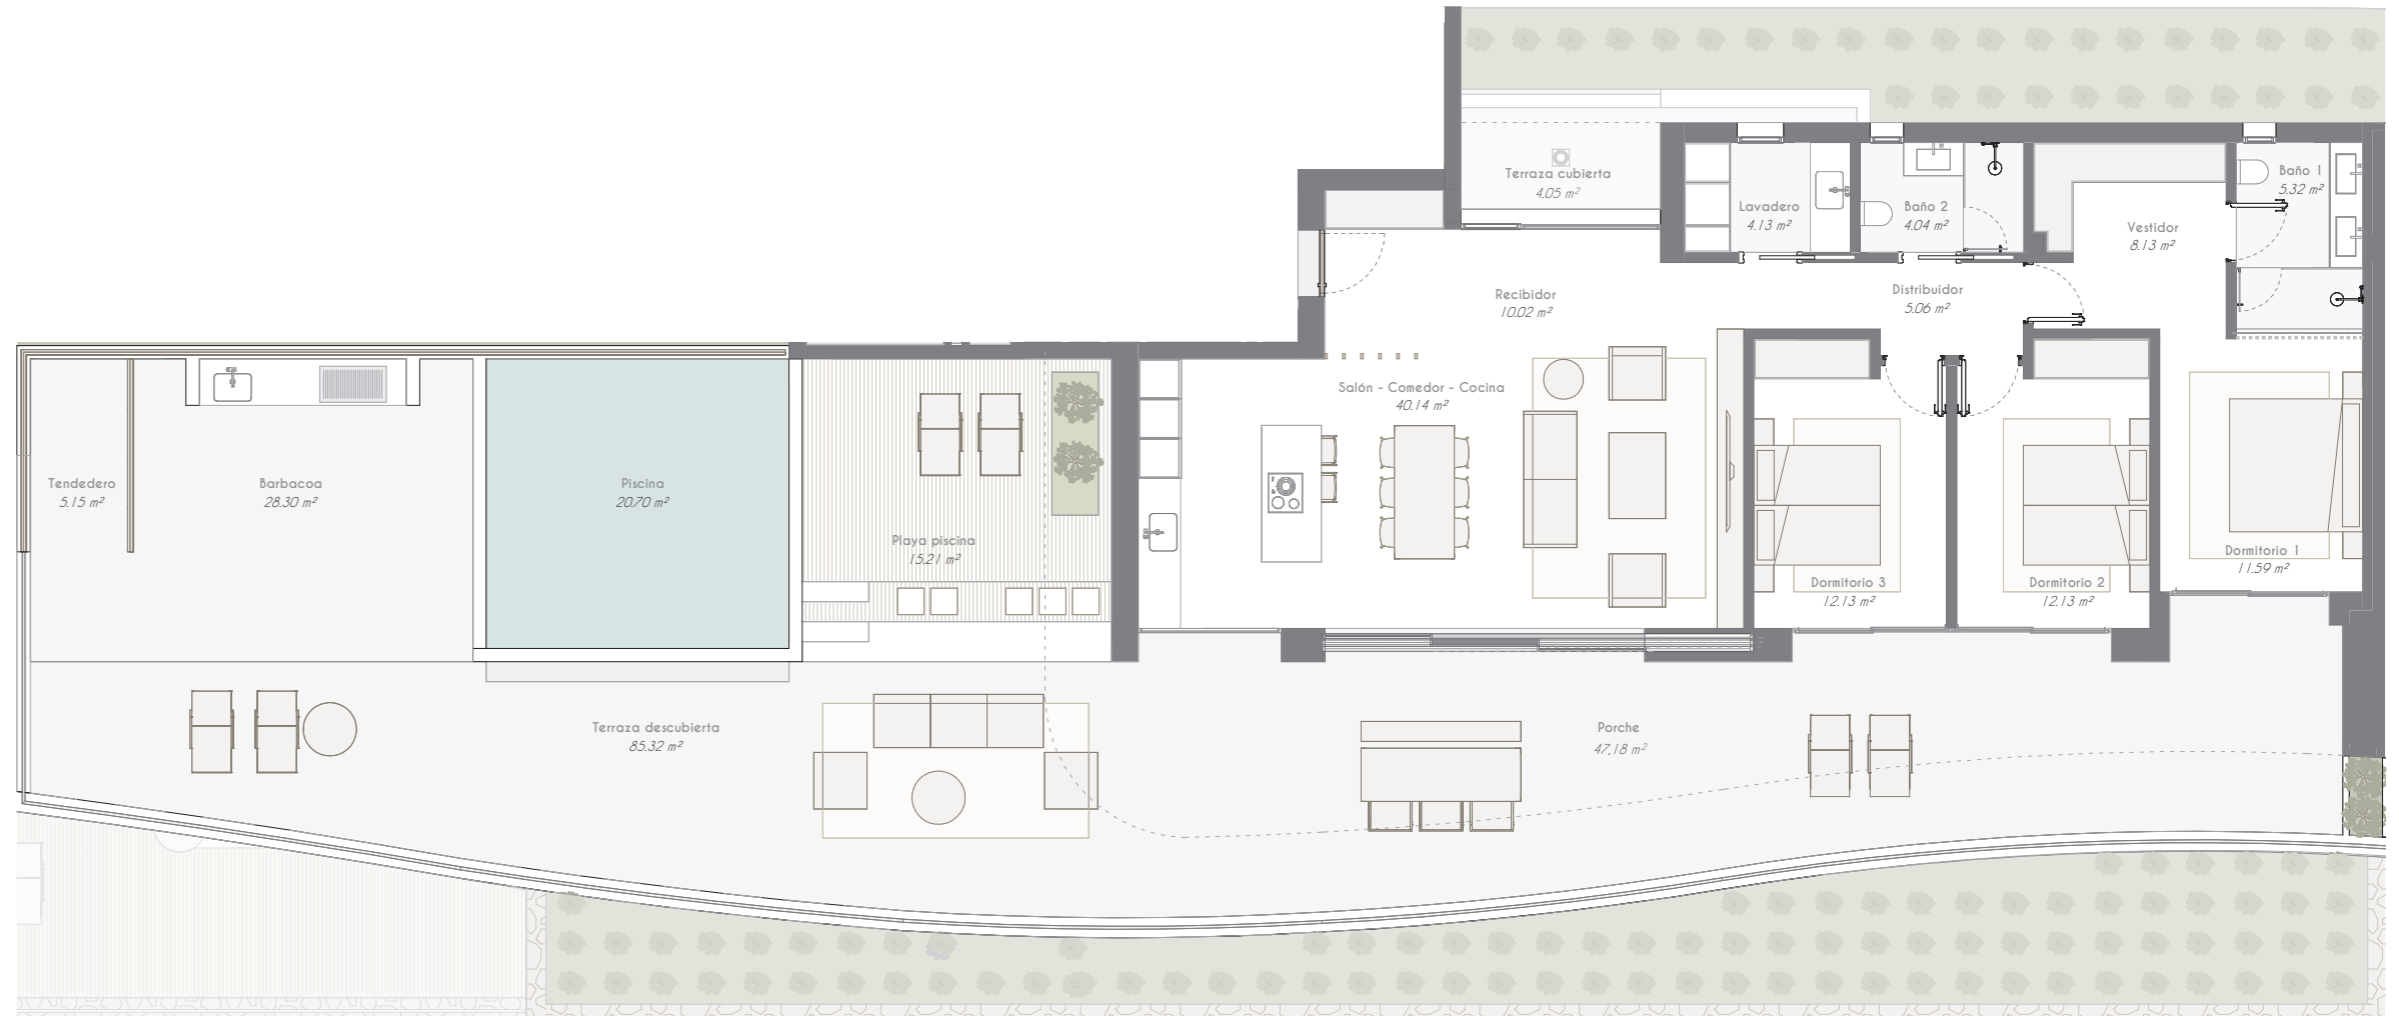 Terraza cubierta
4.05 m²
Lavadero
4.13 m²
Baño 2
4.04 m²
Baño 1
5.32 m²
Vestidor
8.13 m²
Recibidor
10.02 m²
Distribuidor
5.06 m²
Salón - Comedor - Cocina
40.14 m²
Tendedero
5.15 m²
Barbacoa
28.30 m²
Piscina
20.70 m²
Playa piscina
15.21 m²
Dormitorio 3
12.13 m²
Dormitorio 2
12.13 m²
Dormitorio 1
11.59 m²
Terraza descubierta
85.32 m²
Porche
47,18 m²